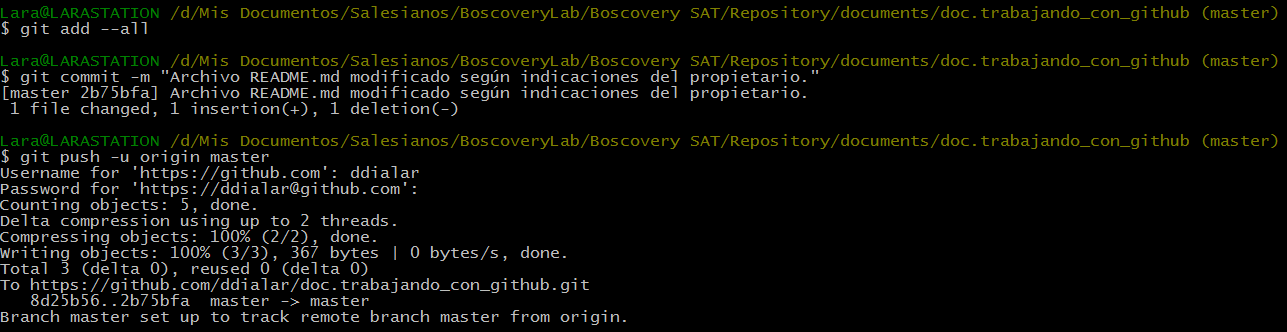 Lara@LARASTATION /d/Mis Documentos/Salesianos/BoscoveryLab/Boscovery SAT/Repository/documents/doc.trabajando_con_github (master)
$ git add --all
Lara@LARASTATION /d/Mis Documentos/Salesianos/BoscoveryLab/Boscovery SAT/Repository/documents/doc.trabajando_con_github (master)
$ git commit -m "Archivo README.md modificado según indicaciones del propietario."
[master 2b75bfa] Archivo README.md modificado según indicaciones del propietario.
 1 file changed, 1 insertion(+), 1 deletion(-)
Lara@LARASTATION /d/Mis Documentos/Salesianos/BoscoveryLab/Boscovery SAT/Repository/documents/doc.trabajando_con_github (master)
$ git push -u origin master
Username for 'https://github.com': ddialar
Password for 'https://ddialar@github.com':
Counting objects: 5, done.
Delta compression using up to 2 threads.
Compressing objects: 100% (2/2), done.
Writing objects: 100% (3/3), 367 bytes | 0 bytes/s, done.
Total 3 (delta 0), reused 0 (delta 0)
To https://github.com/ddialar/doc.trabajando_con_github.git
   8d25b56..2b75bfa  master -> master
Branch master set up to track remote branch master from origin.